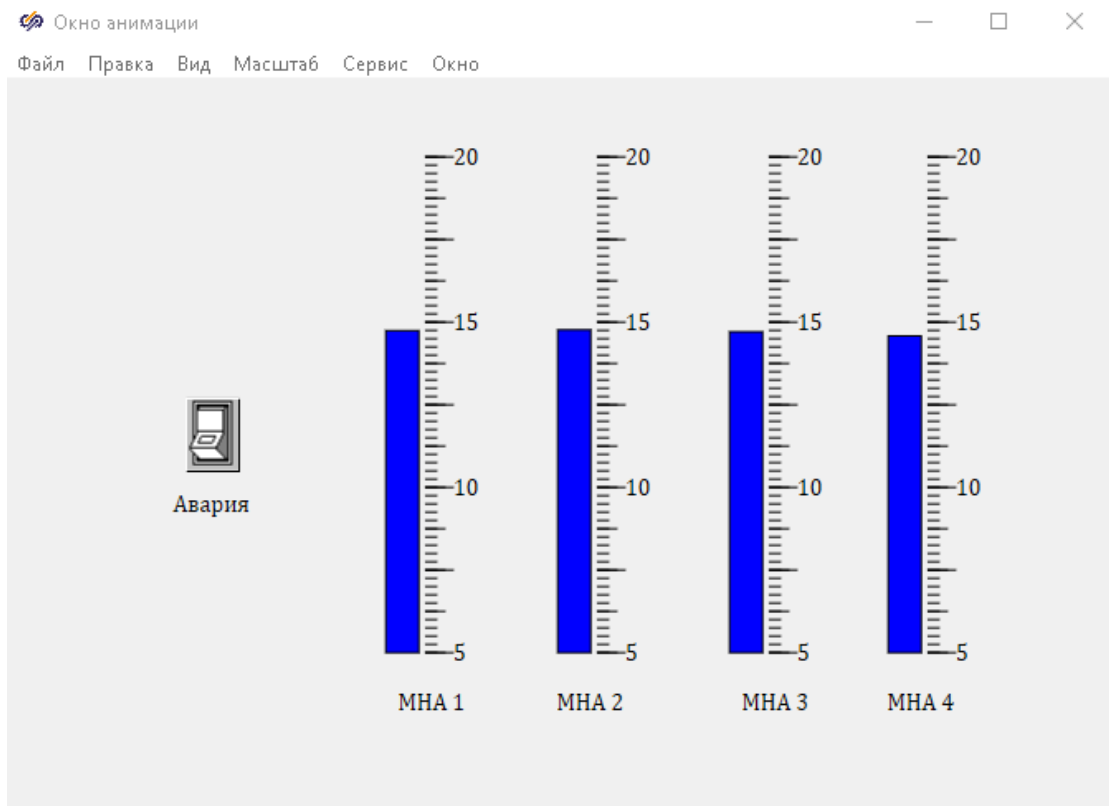 Окно анимации
Файл Правка Вид Масштаб Сервис Окно
20 20 20 20
15 15 15 15
10 10 10 10
Авария
5 5 5 5
МНА 1 МНА 2 МНА 3 МНА 4